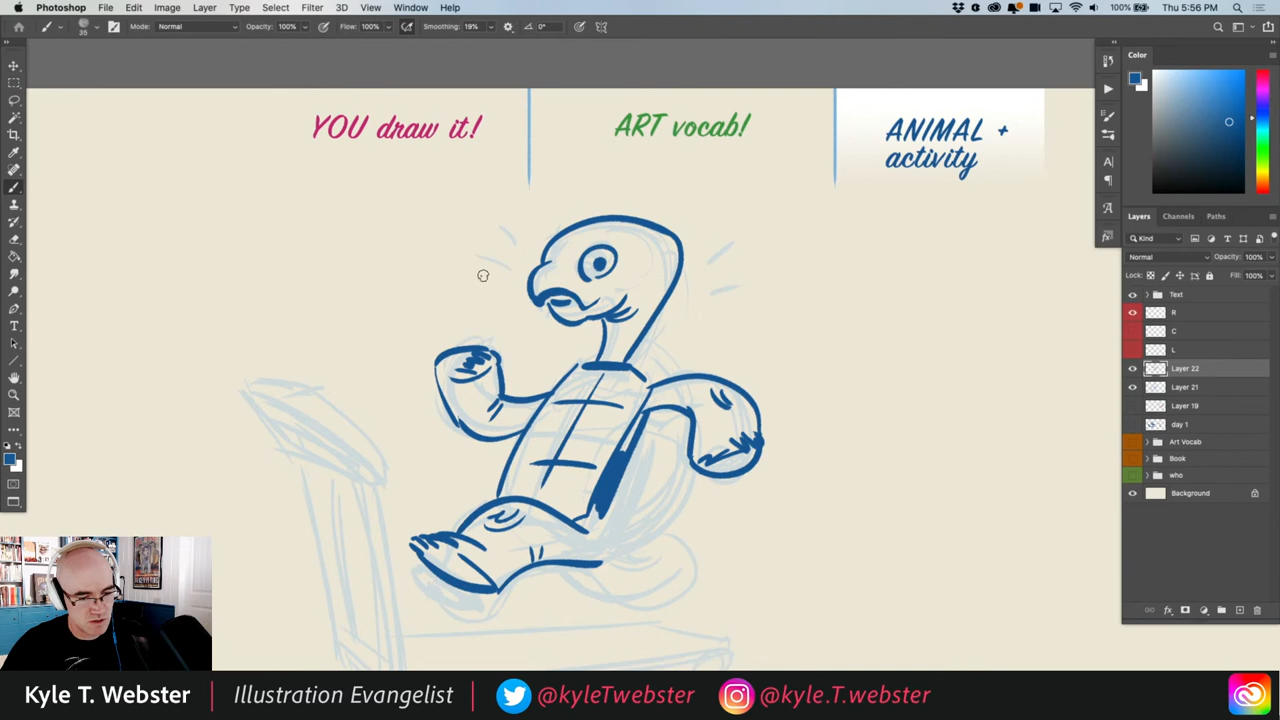 Photoshop File Edit Image Layer Type Select Filter 3D View Window Help 100% Thu 5:56 PM
35 Mode: Normal Opacity: 100% Flow: 100% Smoothing: 19% 0°
Color
YOU draw it!
ART vocab!
ANIMAL +
activity
Layers Channels Paths
Kind
Normal Opacity: 100%
Lock: Fill: 100%
Text
R
C
L
Layer 22
Layer 21
Layer 19
day 1
Art Vocab
Book
who
Background
Kyle T. Webster | Illustration Evangelist @kyleTwebster @kyle.T.webster